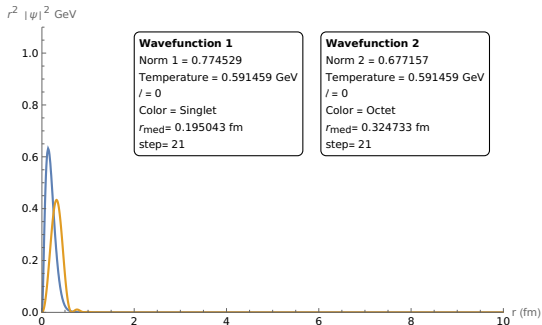 r² |ψ|² GeV
Wavefunction 1
Norm 1 = 0.774529
Temperature = 0.591459 GeV
/ = 0
Color = Singlet
rmed= 0.195043 fm
step= 21
Wavefunction 2
Norm 2 = 0.677157
Temperature = 0.591459 GeV
/ = 0
Color = Octet
rmed= 0.324733 fm
step= 21
1.0
0.8
0.6
0.4
0.2
0.0
0 2 4 6 8 10
r (fm)